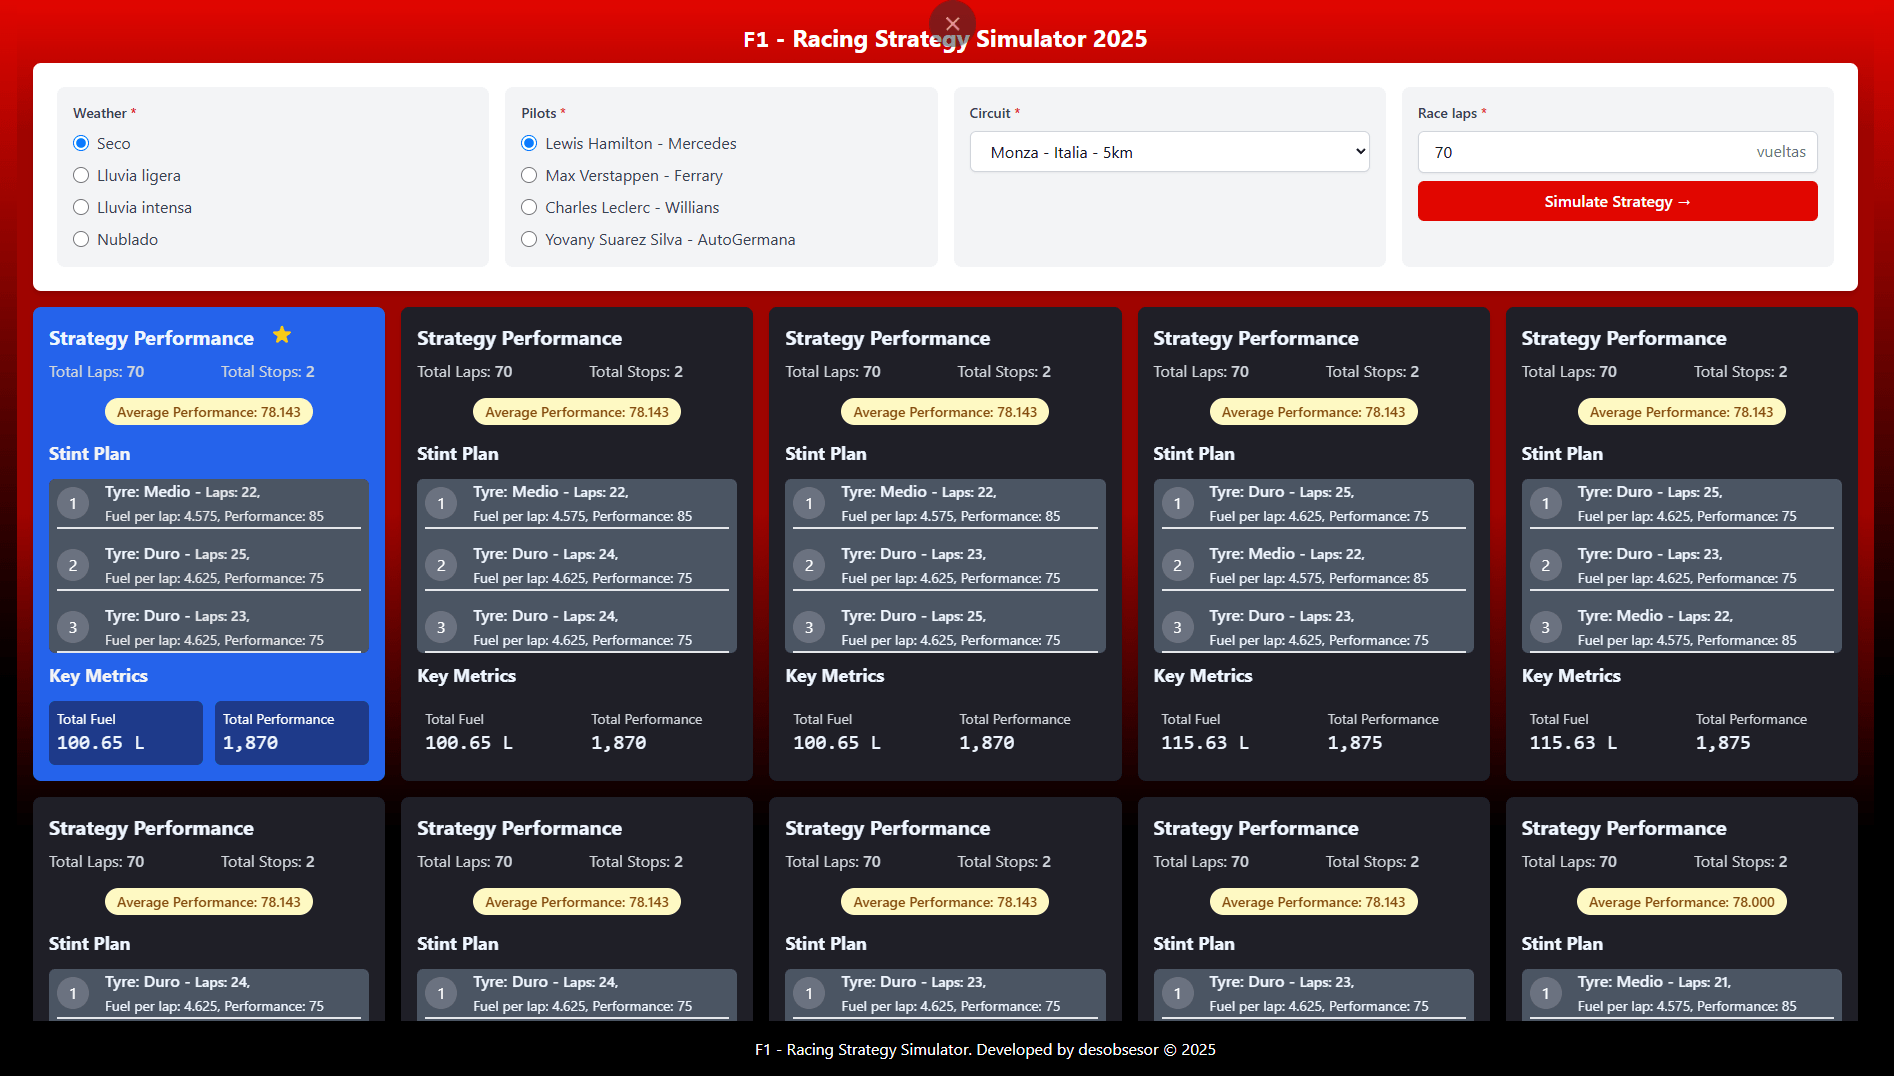 F1 - Racing Strategy Simulator 2025
Weather *
Seco
Lluvia ligera
Lluvia intensa
Nublado
Pilots *
Lewis Hamilton - Mercedes
Max Verstappen - Ferrary
Charles Leclerc - Willians
Yovany Suarez Silva - AutoGermana
Circuit *
Monza - Italia - 5km
Race laps *
70 vueltas
Simulate Strategy →
Strategy Performance
Total Laps: 70 Total Stops: 2
Average Performance: 78.143
Stint Plan
1 Tyre: Medio - Laps: 22,
Fuel per lap: 4.575, Performance: 85
2 Tyre: Duro - Laps: 25,
Fuel per lap: 4.625, Performance: 75
3 Tyre: Duro - Laps: 23,
Fuel per lap: 4.625, Performance: 75
Key Metrics
Total Fuel Total Performance
100.65 L 1,870
Strategy Performance
Total Laps: 70 Total Stops: 2
Average Performance: 78.143
Stint Plan
1 Tyre: Medio - Laps: 22,
Fuel per lap: 4.575, Performance: 85
2 Tyre: Duro - Laps: 24,
Fuel per lap: 4.625, Performance: 75
3 Tyre: Duro - Laps: 24,
Fuel per lap: 4.625, Performance: 75
Key Metrics
Total Fuel Total Performance
100.65 L 1,870
Strategy Performance
Total Laps: 70 Total Stops: 2
Average Performance: 78.143
Stint Plan
1 Tyre: Medio - Laps: 22,
Fuel per lap: 4.575, Performance: 85
2 Tyre: Duro - Laps: 23,
Fuel per lap: 4.625, Performance: 75
3 Tyre: Duro - Laps: 25,
Fuel per lap: 4.625, Performance: 75
Key Metrics
Total Fuel Total Performance
100.65 L 1,870
Strategy Performance
Total Laps: 70 Total Stops: 2
Average Performance: 78.143
Stint Plan
1 Tyre: Duro - Laps: 25,
Fuel per lap: 4.625, Performance: 75
2 Tyre: Medio - Laps: 22,
Fuel per lap: 4.575, Performance: 85
3 Tyre: Duro - Laps: 23,
Fuel per lap: 4.625, Performance: 75
Key Metrics
Total Fuel Total Performance
115.63 L 1,875
Strategy Performance
Total Laps: 70 Total Stops: 2
Average Performance: 78.143
Stint Plan
1 Tyre: Duro - Laps: 25,
Fuel per lap: 4.625, Performance: 75
2 Tyre: Duro - Laps: 23,
Fuel per lap: 4.625, Performance: 75
3 Tyre: Medio - Laps: 22,
Fuel per lap: 4.575, Performance: 85
Key Metrics
Total Fuel Total Performance
115.63 L 1,875
Strategy Performance
Total Laps: 70 Total Stops: 2
Average Performance: 78.143
Stint Plan
1 Tyre: Duro - Laps: 24,
Fuel per lap: 4.625, Performance: 75
Strategy Performance
Total Laps: 70 Total Stops: 2
Average Performance: 78.143
Stint Plan
1 Tyre: Duro - Laps: 24,
Fuel per lap: 4.625, Performance: 75
Strategy Performance
Total Laps: 70 Total Stops: 2
Average Performance: 78.143
Stint Plan
1 Tyre: Duro - Laps: 23,
Fuel per lap: 4.625, Performance: 75
Strategy Performance
Total Laps: 70 Total Stops: 2
Average Performance: 78.143
Stint Plan
1 Tyre: Duro - Laps: 23,
Fuel per lap: 4.625, Performance: 75
Strategy Performance
Total Laps: 70 Total Stops: 2
Average Performance: 78.000
Stint Plan
1 Tyre: Medio - Laps: 21,
Fuel per lap: 4.575, Performance: 85
F1 - Racing Strategy Simulator. Developed by desobsesor © 2025